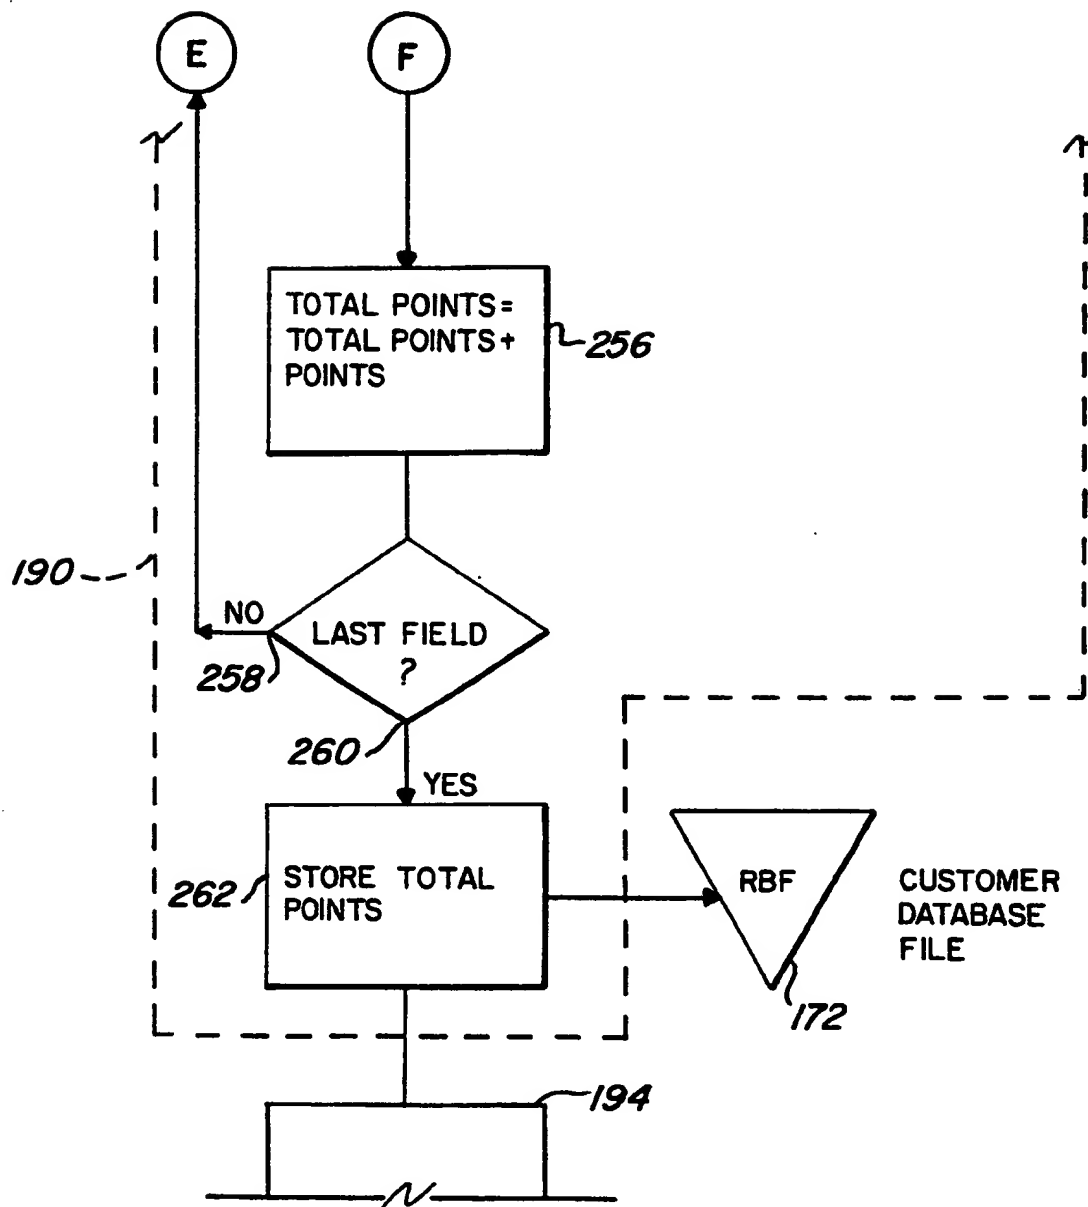 E
F
TOTAL POINTS =
TOTAL POINTS +
POINTS
256
190
NO
LAST FIELD
?
258
260
YES
262
STORE TOTAL
POINTS
RBF
CUSTOMER
DATABASE
FILE
172
194